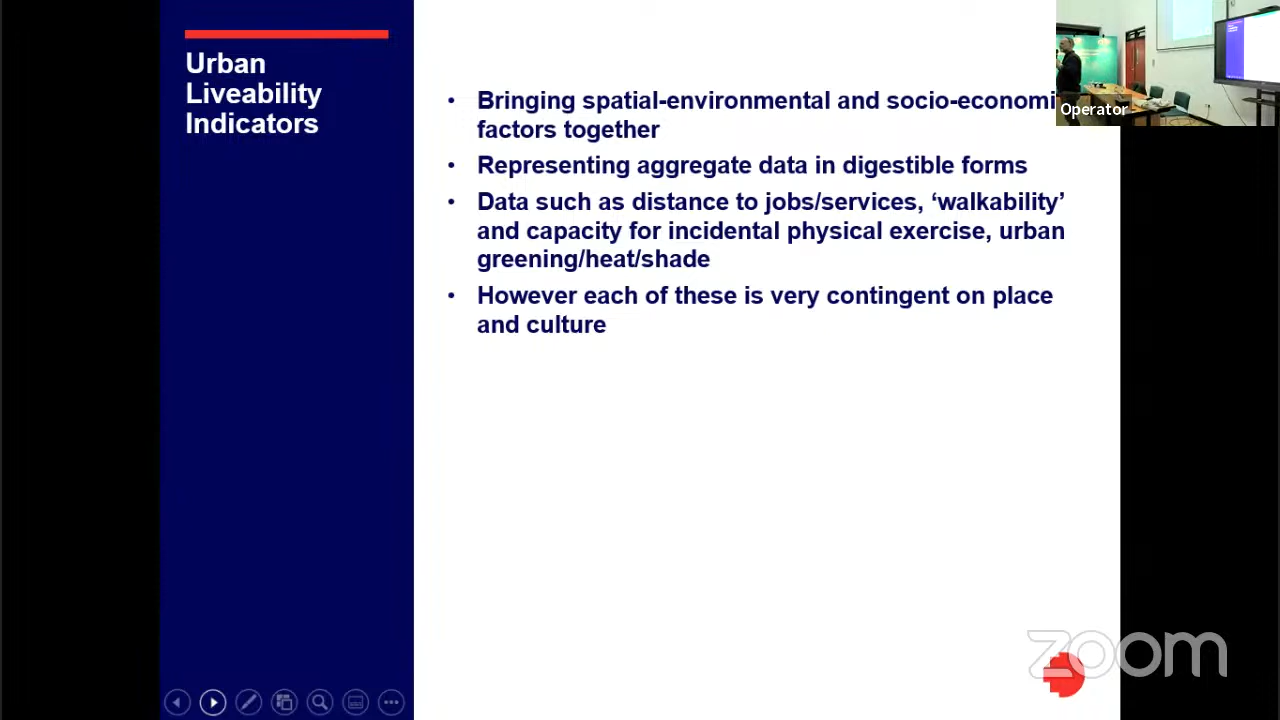 Urban
Liveability
Indicators
• Bringing spatial-environmental and socio-economi
factors together
• Representing aggregate data in digestible forms
• Data such as distance to jobs/services, ‘walkability’
and capacity for incidental physical exercise, urban
greening/heat/shade
• However each of these is very contingent on place
and culture
Operator
zoom